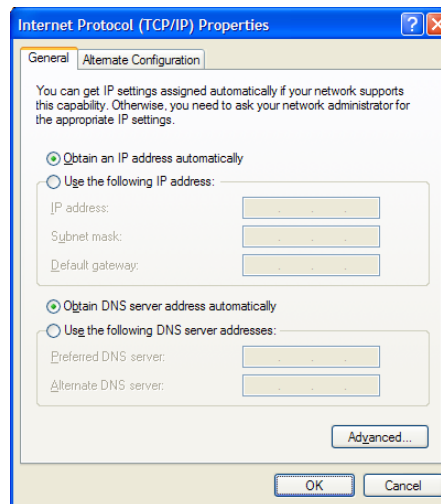 Internet Protocol (TCP/IP) Properties
General Alternate Configuration
You can get IP settings assigned automatically if your network supports
this capability. Otherwise, you need to ask your network administrator for
the appropriate IP settings.
Obtain an IP address automatically
Use the following IP address:
IP address:
Subnet mask:
Default gateway:
Obtain DNS server address automatically
Use the following DNS server addresses:
Preferred DNS server:
Alternate DNS server:
Advanced...
OK Cancel